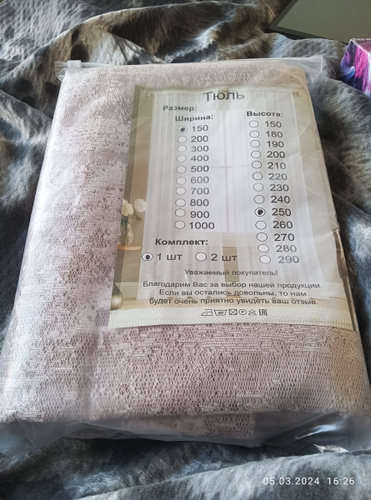 Тюль
Размер:
Ширина:
150
200
300
400
500
600
700
800
900
1000
Высота:
150
180
190
200
210
220
230
240
250
260
270
280
290
Комплект:
1 шт
2 шт
Уважаемый покупатель!
Благодарим Вас за выбор нашей продукции.
Если вы остались довольны, то нам
будет очень приятно увидеть ваш отзыв.
05.03.2024 16:26